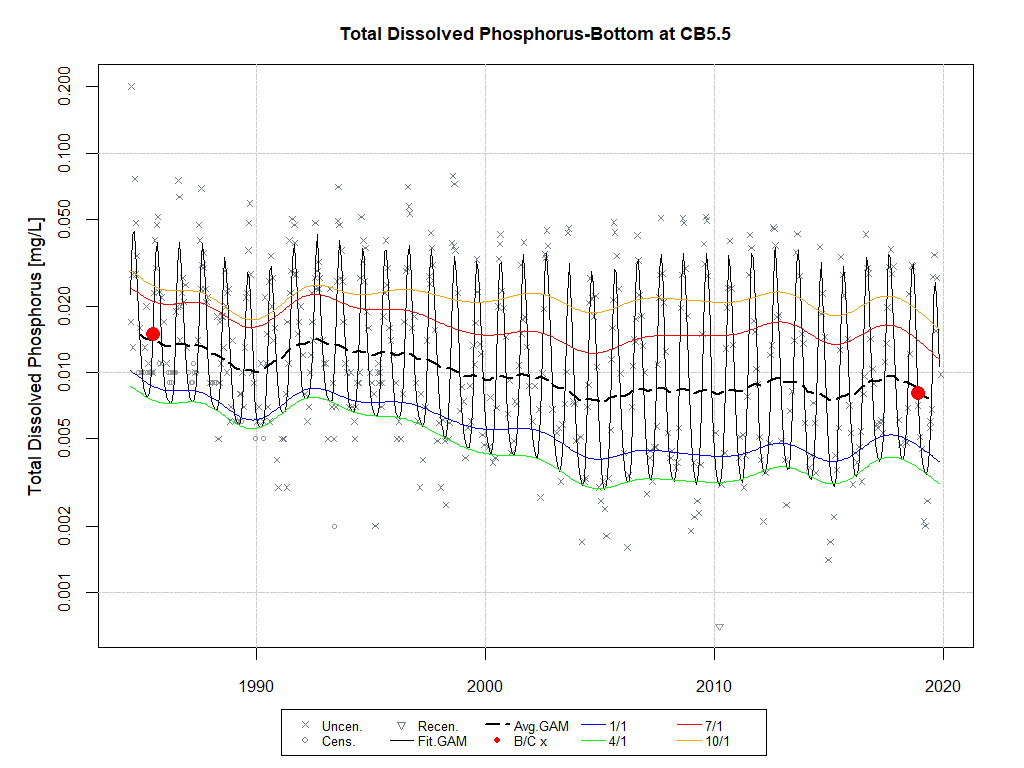 Total Dissolved Phosphorus-Bottom at CB5.5
Total Dissolved Phosphorus [mg/L]
0.200
0.100
0.050
0.020
0.010
0.005
0.002
0.001
1990 2000 2010 2020
Uncen. Recen. Avg.GAM 1/1 7/1
Cens. Fit.GAM B/C x 4/1 10/1